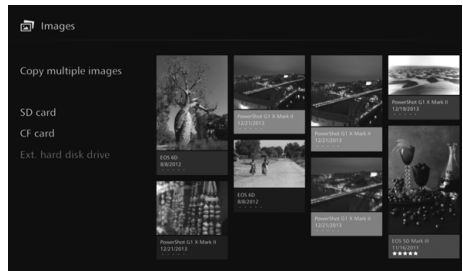 Images
Copy multiple images
SD card
CF card
Ext. hard disk drive
EOS 6D
8/8/2012
PowerShot G1 X Mark II
12/21/2013
PowerShot G1 X Mark II
12/21/2012
EOS 6D
8/8/2012
PowerShot G1 X Mark II
12/21/2013
PowerShot G1 X Mark II
12/21/2013
PowerShot G1 X Mark II
12/19/2013
EOS 5D Mark III
11/16/2011
★★★★★